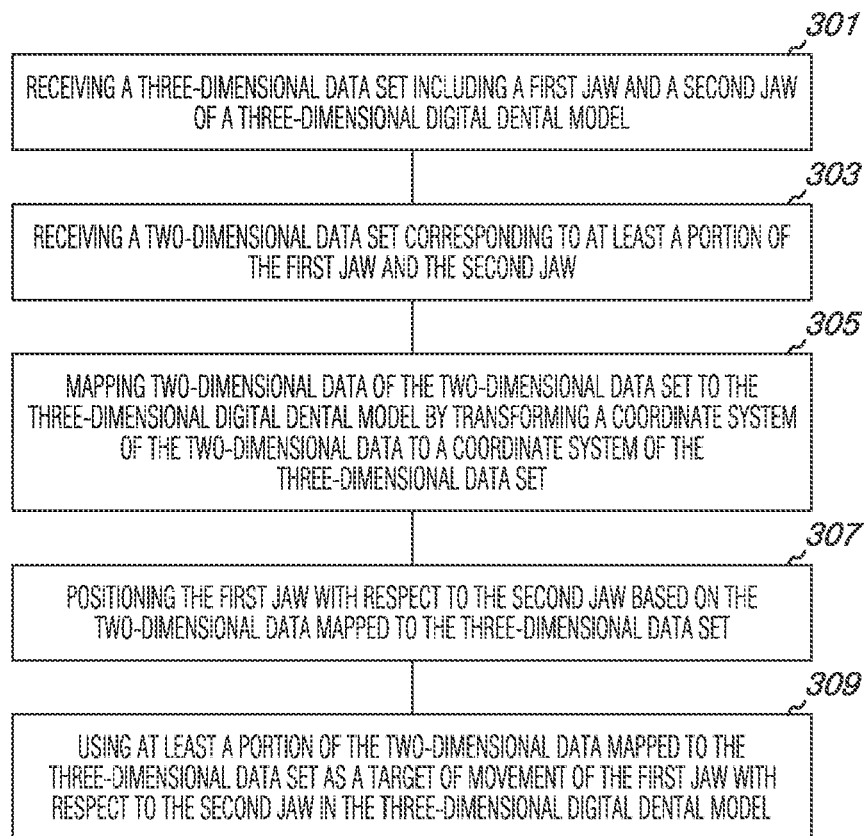 301
RECEIVING A THREE-DIMENSIONAL DATA SET INCLUDING A FIRST JAW AND A SECOND JAW
OF A THREE-DIMENSIONAL DIGITAL DENTAL MODEL
303
RECEIVING A TWO-DIMENSIONAL DATA SET CORRESPONDING TO AT LEAST A PORTION OF
THE FIRST JAW AND THE SECOND JAW
305
MAPPING TWO-DIMENSIONAL DATA OF THE TWO-DIMENSIONAL DATA SET TO THE
THREE-DIMENSIONAL DIGITAL DENTAL MODEL BY TRANSFORMING A COORDINATE SYSTEM
OF THE TWO-DIMENSIONAL DATA TO A COORDINATE SYSTEM OF THE
THREE-DIMENSIONAL DATA SET
307
POSITIONING THE FIRST JAW WITH RESPECT TO THE SECOND JAW BASED ON THE
TWO-DIMENSIONAL DATA MAPPED TO THE THREE-DIMENSIONAL DATA SET
309
USING AT LEAST A PORTION OF THE TWO-DIMENSIONAL DATA MAPPED TO THE
THREE-DIMENSIONAL DATA SET AS A TARGET OF MOVEMENT OF THE FIRST JAW WITH
RESPECT TO THE SECOND JAW IN THE THREE-DIMENSIONAL DIGITAL DENTAL MODEL